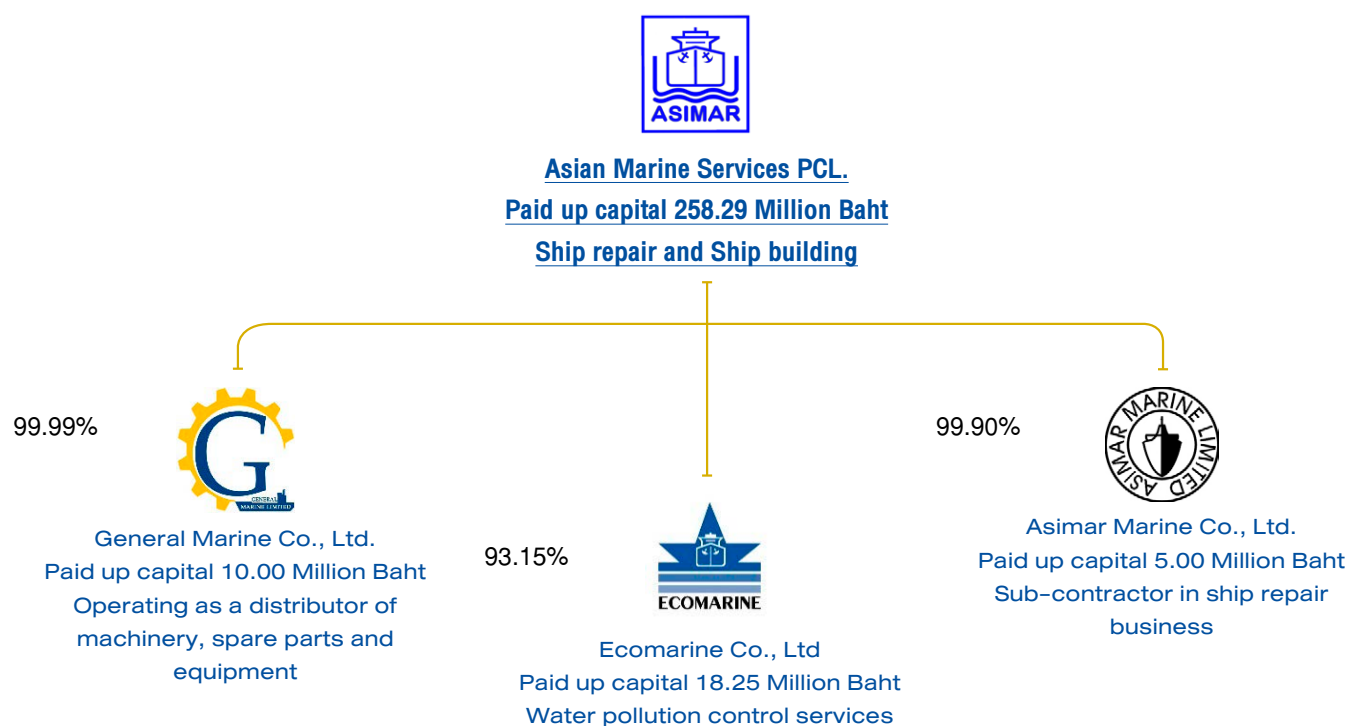 ASIMAR
Asian Marine Services PCL.
Paid up capital 258.29 Million Baht
Ship repair and Ship building
99.99%
G
GENERAL
MARINE LIMITED
General Marine Co., Ltd.
Paid up capital 10.00 Million Baht
Operating as a distributor of
machinery, spare parts and
equipment
93.15%
ECOMARINE
Ecomarine Co., Ltd
Paid up capital 18.25 Million Baht
Water pollution control services
99.90%
ASIMAR MARINE LIMITED
Asimar Marine Co., Ltd.
Paid up capital 5.00 Million Baht
Sub-contractor in ship repair
business